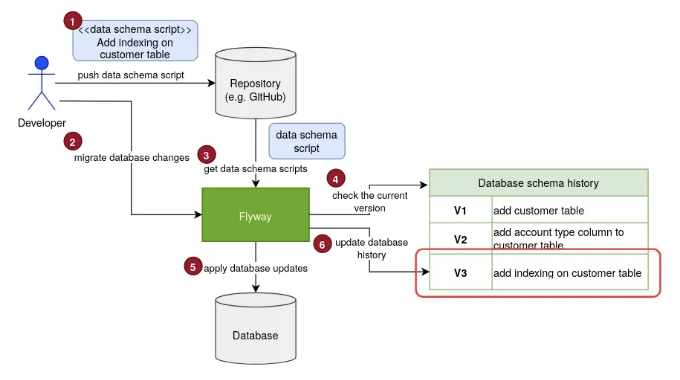 1
<<data schema script>>
Add indexing on
customer table
push data schema script
Repository
(e.g. GitHub)
Developer
2
migrate database changes
3
get data schema scripts
data schema
script
4
check the current
version
Flyway
5
apply database updates
6
update database
history
Database
Database schema history
V1
add customer table
V2
add account type column to
customer table
V3
add indexing on customer table